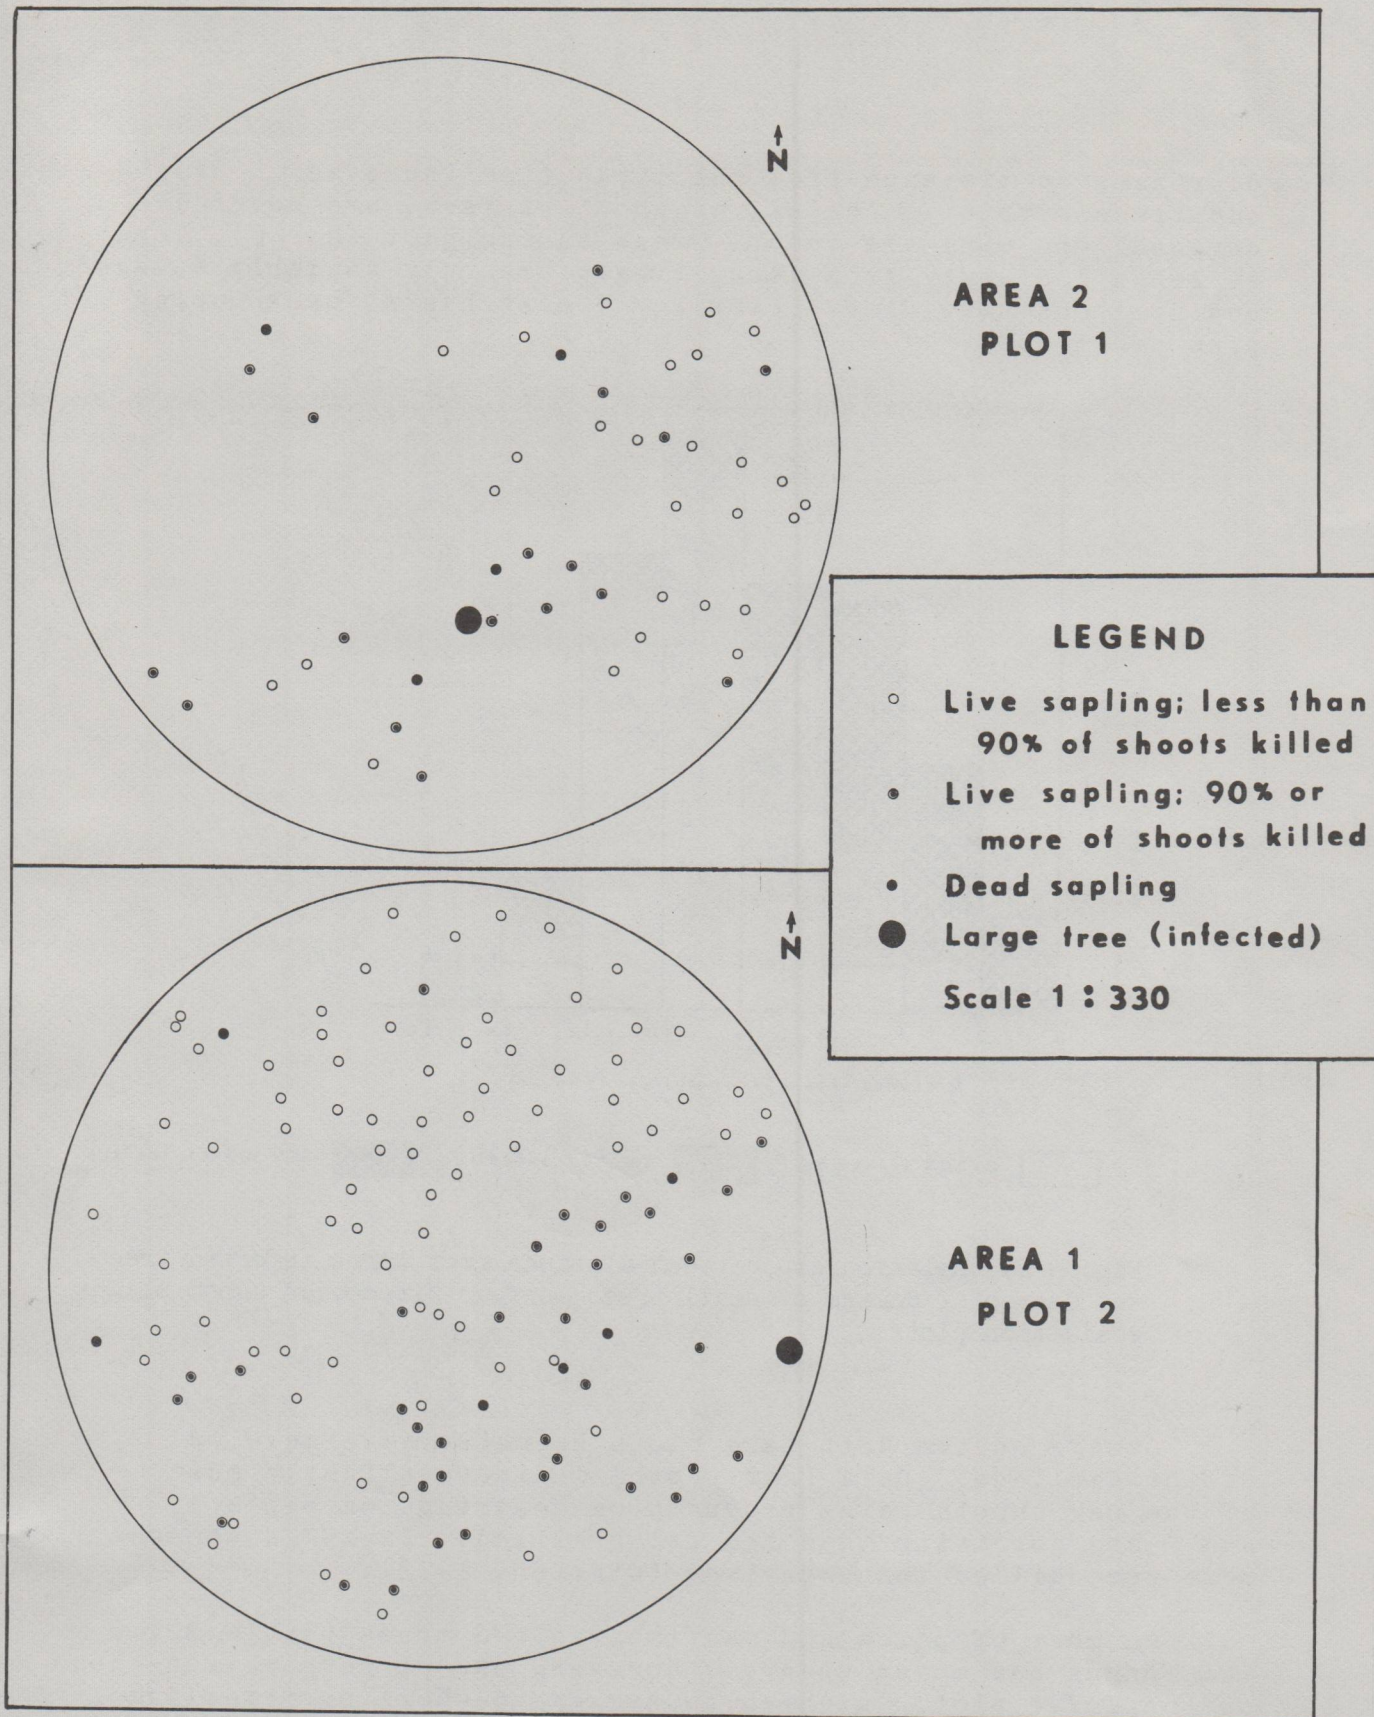 N
AREA 2
PLOT 1
LEGEND
Live sapling; less than
90% of shoots killed
Live sapling; 90% or
more of shoots killed
Dead sapling
Large tree (infected)
Scale 1 : 330
N
AREA 1
PLOT 2